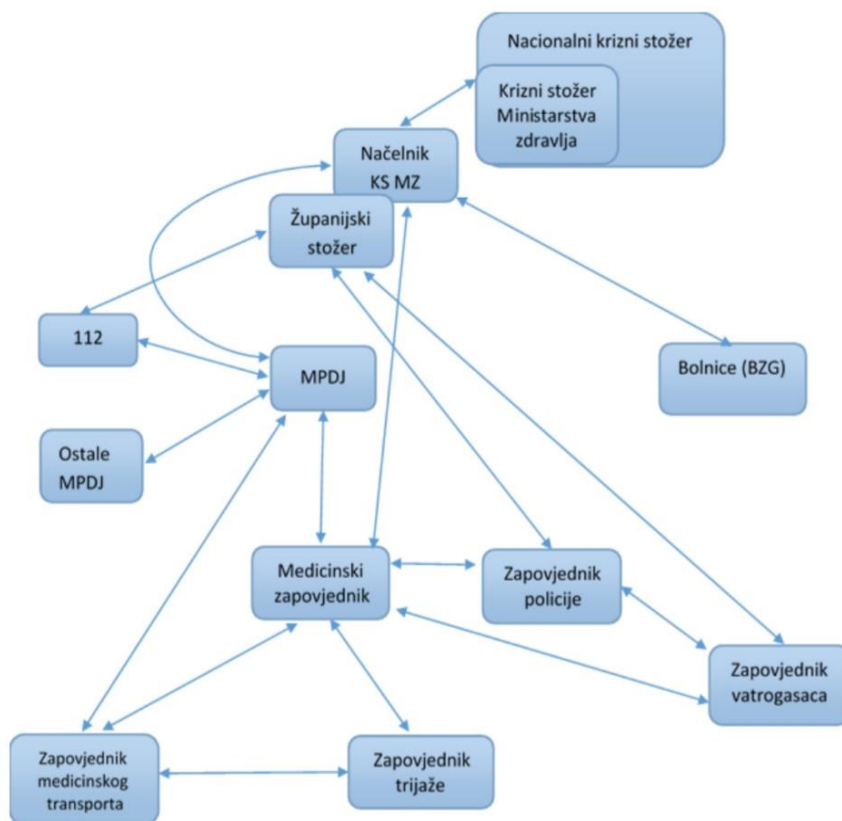 Nacionalni krizni stožer
Krizni stožer
Ministarstva
zdravlja
Načelnik
KS MZ
Županijski
stožer
112
MPDJ
Bolnice (BZG)
Ostale
MPDJ
Medicinski
zapovjednik
Zapovjednik
policije
Zapovjednik
vatrogasaca
Zapovjednik
medicinskog
transporta
Zapovjednik
trijaže